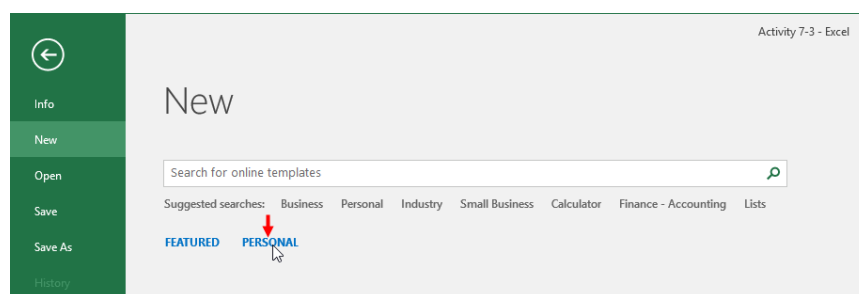 Activity 7-3 - Excel
Info
New
New
Open
Search for online templates
Save
Suggested searches: Business Personal Industry Small Business Calculator Finance - Accounting Lists
Save As
FEATURED PERSONAL
History